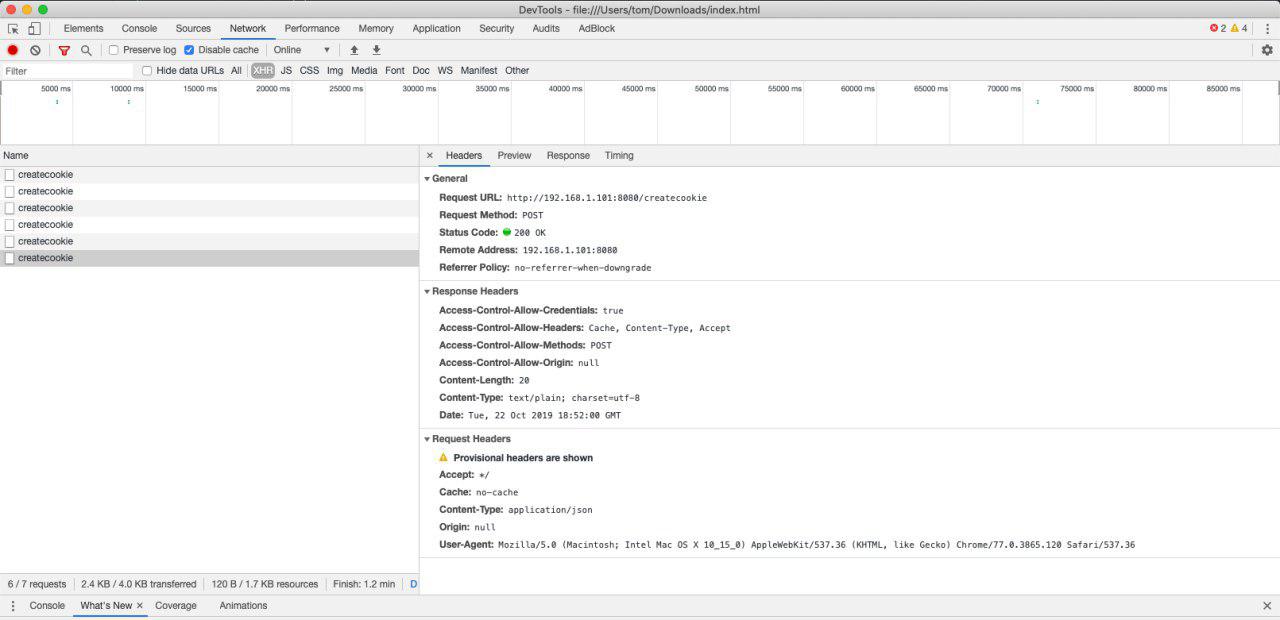 DevTools - file:///Users/tom/Downloads/index.html
Elements Console Sources Network Performance Memory Application Security Audits AdBlock 2 4
Preserve log Disable cache Online
Filter Hide data URLs All XHR JS CSS Img Media Font Doc WS Manifest Other
5000 ms 10000 ms 15000 ms 20000 ms 25000 ms 30000 ms 35000 ms 40000 ms 45000 ms 50000 ms 55000 ms 60000 ms 65000 ms 70000 ms 75000 ms 80000 ms 85000 ms
Name
createcookie
createcookie
createcookie
createcookie
createcookie
createcookie
× Headers Preview Response Timing
General
Request URL: http://192.168.1.101:8080/createcookie
Request Method: POST
Status Code: 200 OK
Remote Address: 192.168.1.101:8080
Referrer Policy: no-referrer-when-downgrade
Response Headers
Access-Control-Allow-Credentials: true
Access-Control-Allow-Headers: Cache, Content-Type, Accept
Access-Control-Allow-Methods: POST
Access-Control-Allow-Origin: null
Content-Length: 20
Content-Type: text/plain; charset=utf-8
Date: Tue, 22 Oct 2019 18:52:00 GMT
Request Headers
Provisional headers are shown
Accept: */
Cache: no-cache
Content-Type: application/json
Origin: null
User-Agent: Mozilla/5.0 (Macintosh; Intel Mac OS X 10_15_0) AppleWebKit/537.36 (KHTML, like Gecko) Chrome/77.0.3865.120 Safari/537.36
6 / 7 requests 2.4 KB / 4.0 KB transferred 120 B / 1.7 KB resources Finish: 1.2 min D
Console What's New × Coverage Animations ×